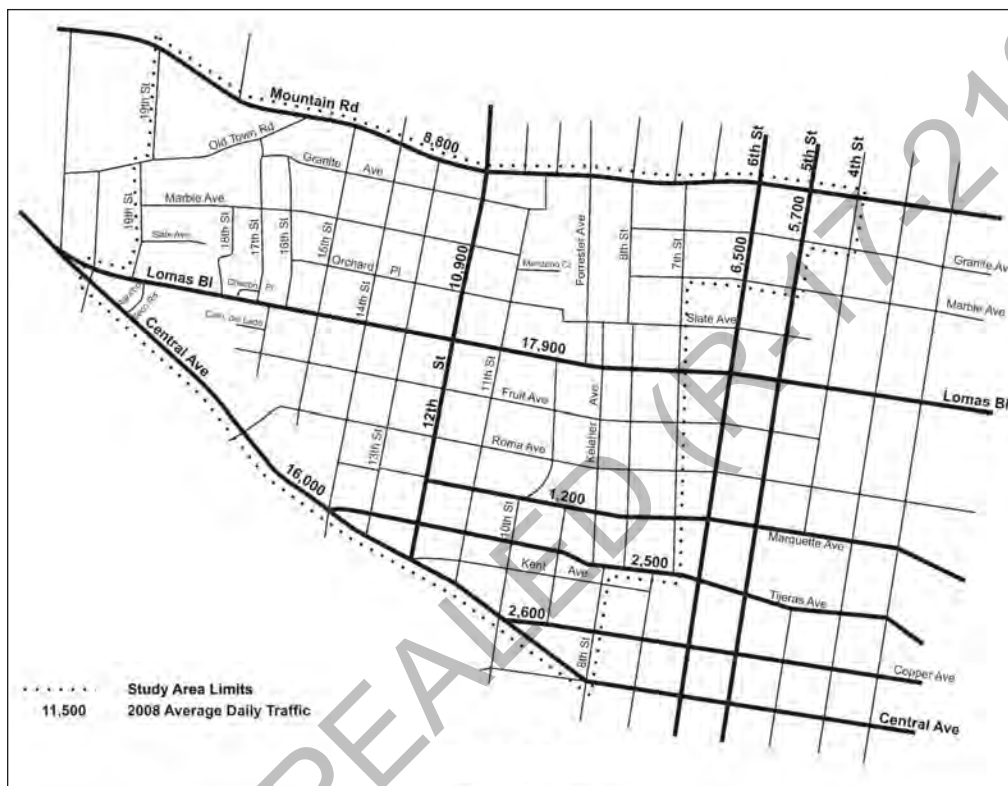 Mountain Rd
8,800
19th St
Old Town Rd
Granite Ave
6th St
5th St
4th St
5,700
6,500
10,900
Marble Ave.
19th St
Slate Ave
18th St
17th St
16th St
15th St
Orchard Pl
14th St
Forrester Ave
8th St
7th St
Granite Av
Marble Ave
Slate Ave
Lomas Bl
Central Ave
17,900
12th St
11th St
Fruit Ave
Keleher Ave
Lomas Bl
Roma Ave
13th St
16,000
1,200
10th St
Marquette Ave
Kent Ave
2,500
Tijeras Ave
2,600
8th St
Copper Ave
Central Ave
Study Area Limits
11,500 2008 Average Daily Traffic